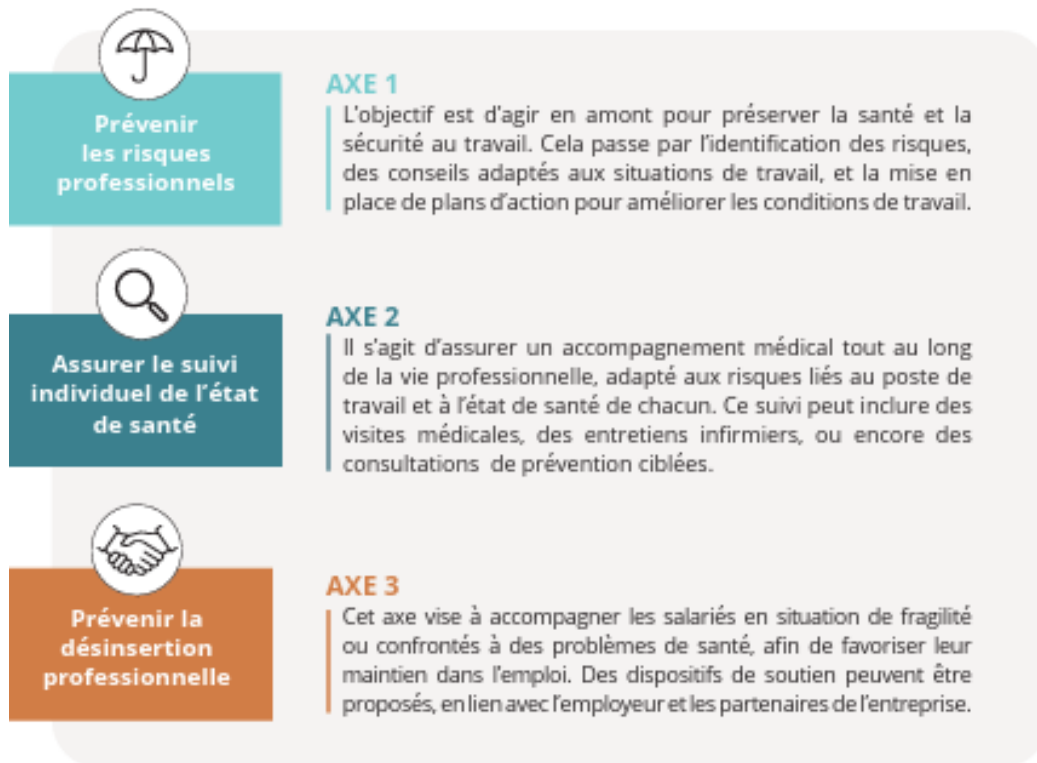 Prévenir
les risques
professionnels
AXE 1
L'objectif est d'agir en amont pour préserver la santé et la
sécurité au travail. Cela passe par l'identification des risques,
des conseils adaptés aux situations de travail, et la mise en
place de plans d'action pour améliorer les conditions de travail.
Assurer le suivi
individuel de l'état
de santé
AXE 2
Il s'agit d'assurer un accompagnement médical tout au long
de la vie professionnelle, adapté aux risques liés au poste de
travail et à l'état de santé de chacun. Ce suivi peut inclure des
visites médicales, des entretiens infirmiers, ou encore des
consultations de prévention ciblées.
Prévenir la
désinsertion
professionnelle
AXE 3
Cet axe vise à accompagner les salariés en situation de fragilité
ou confrontés à des problèmes de santé, afin de favoriser leur
maintien dans l'emploi. Des dispositifs de soutien peuvent être
proposés, en lien avec l'employeur et les partenaires de l'entreprise.